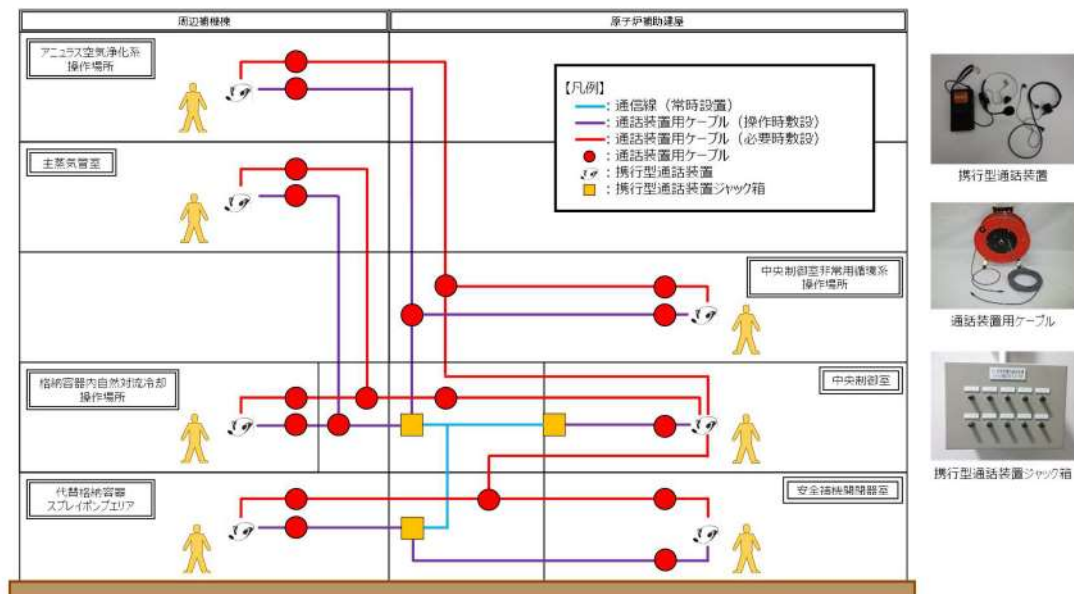 周辺補機棟
原子炉補助建屋
アニュラス空気浄化系
操作場所
【凡例】
：通信線（常時設置）
：通話装置用ケーブル（操作時敷設）
：通話装置用ケーブル（必要時敷設）
：通話装置用ケーブル
：携行型通話装置
：携行型通話装置ジャック箱
主蒸気管室
中央制御室非常用循環系
操作場所
格納容器内自然対流冷却
操作場所
中央制御室
代替格納容器
スプレイポンプエリア
安全補機開閉器室
携行型通話装置
通話装置用ケーブル
携行型通話装置ジャック箱